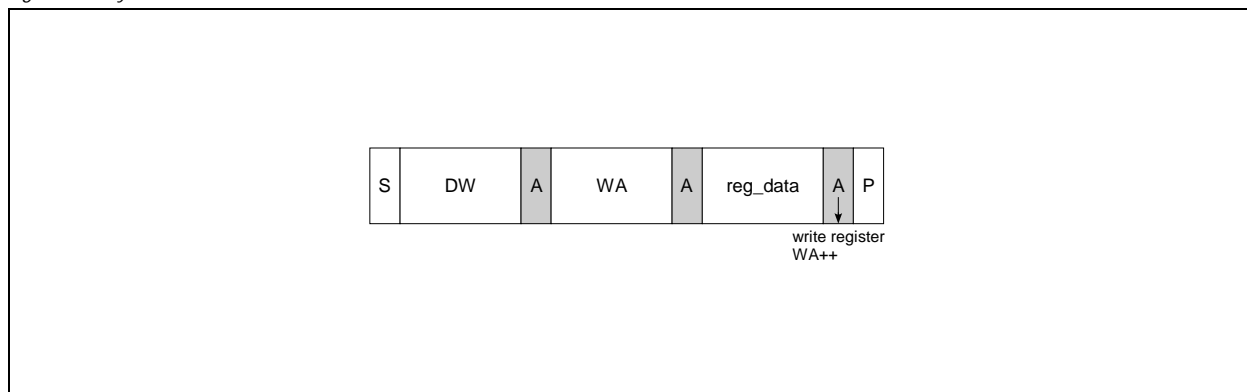 S DW A WA A reg_data A P
write register
WA++